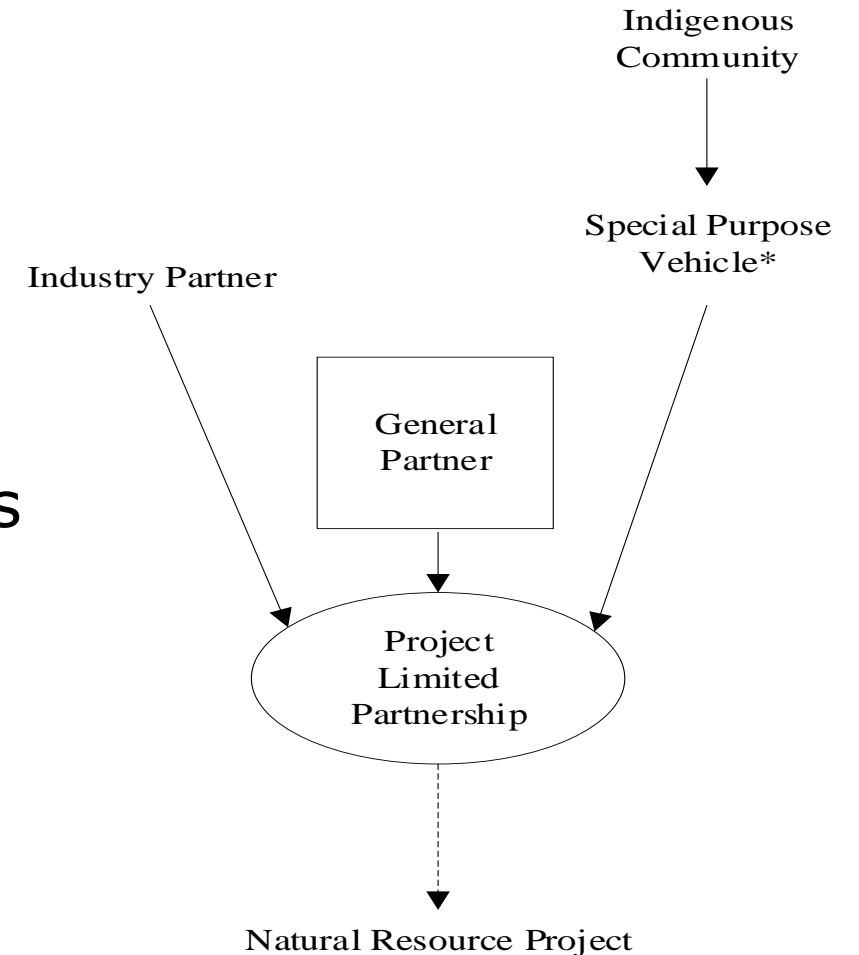 Indigenous
Community
Special Purpose
Vehicle*
Industry Partner
General
Partner
s
Project
Limited
Partnership
Natural Resource Project